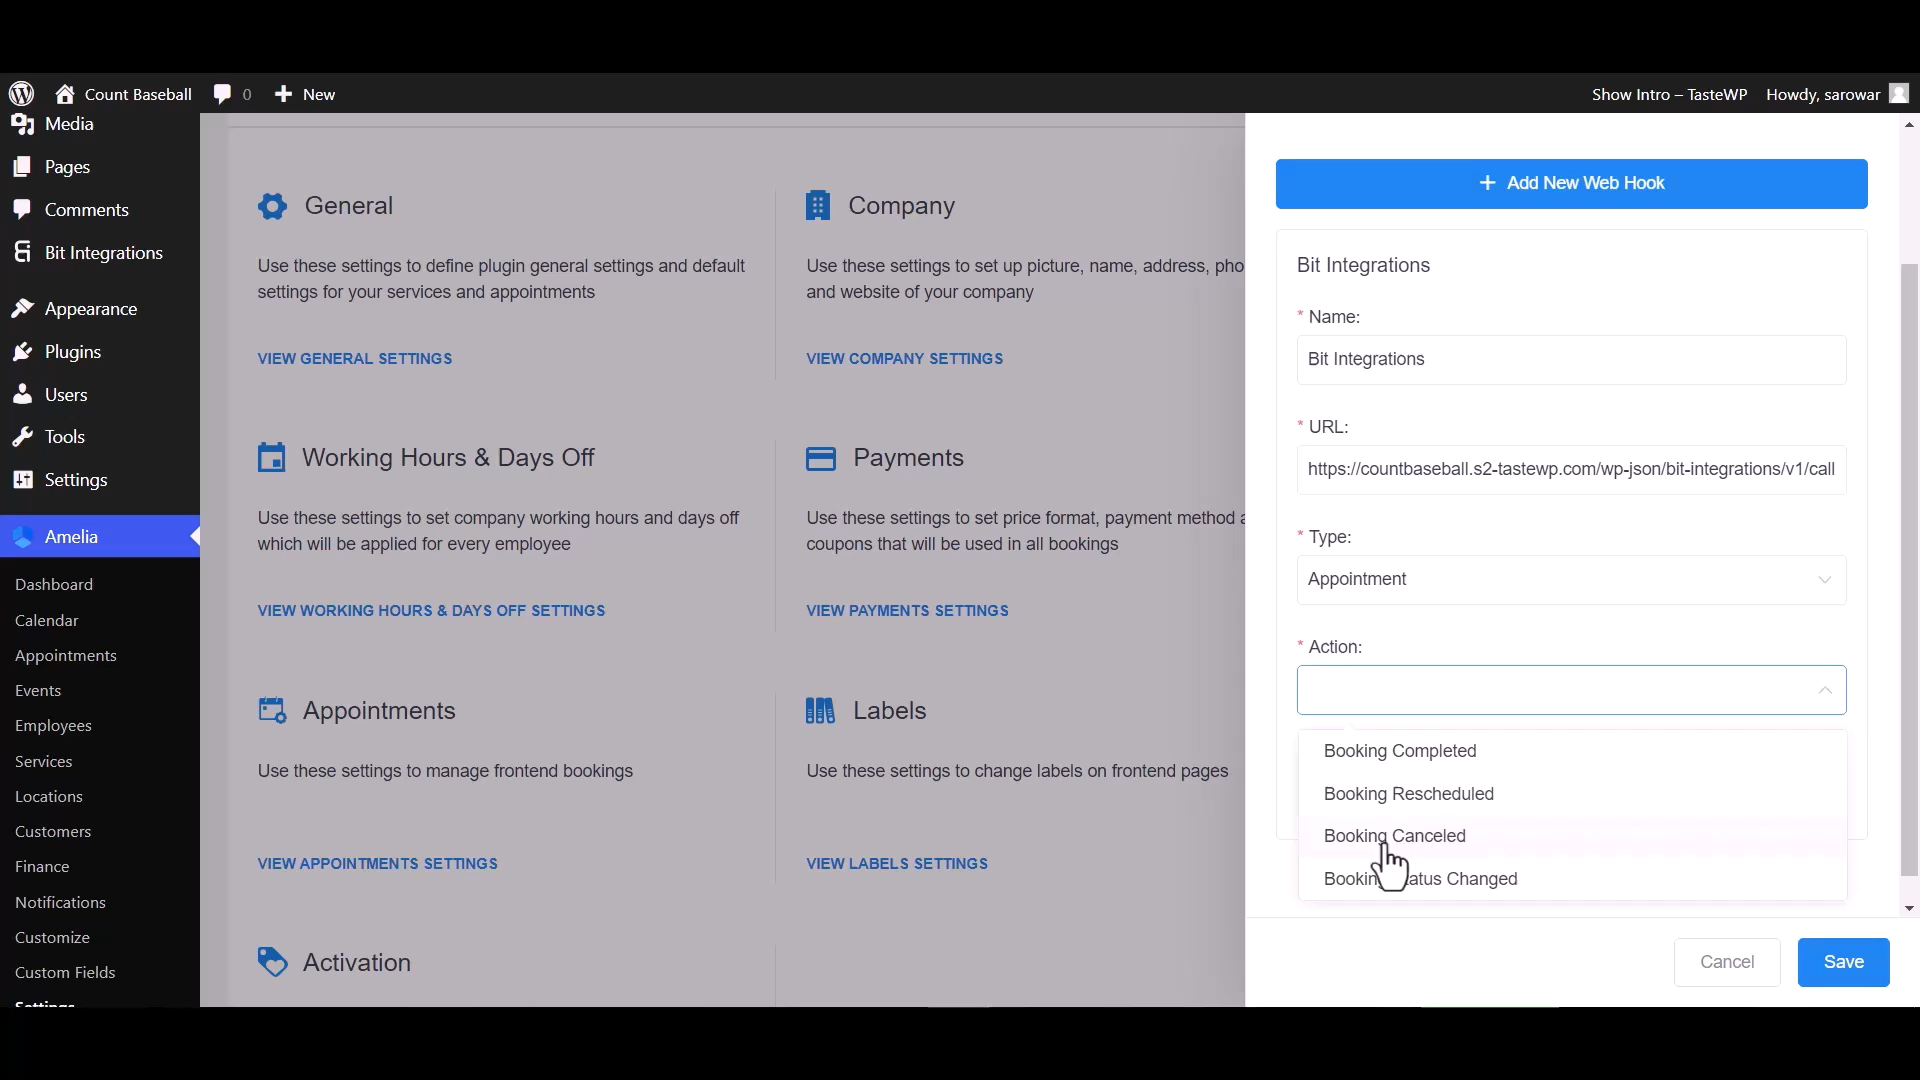 Count Baseball
0
New
Show Intro – TasteWP
Howdy, sarowar
Media
Pages
Comments
Bit Integrations
Appearance
Plugins
Users
Tools
Settings
Amelia
Dashboard
Calendar
Appointments
Events
Employees
Services
Locations
Customers
Finance
Notifications
Customize
Custom Fields
Settings
General
Use these settings to define plugin general settings and default
settings for your services and appointments
VIEW GENERAL SETTINGS
Company
Use these settings to set up picture, name, address, pho
and website of your company
VIEW COMPANY SETTINGS
Working Hours & Days Off
Use these settings to set company working hours and days off
which will be applied for every employee
VIEW WORKING HOURS & DAYS OFF SETTINGS
Payments
Use these settings to set price format, payment method a
coupons that will be used in all bookings
VIEW PAYMENTS SETTINGS
Appointments
Use these settings to manage frontend bookings
VIEW APPOINTMENTS SETTINGS
Labels
Use these settings to change labels on frontend pages
VIEW LABELS SETTINGS
Activation
Add New Web Hook
Bit Integrations
* Name:
Bit Integrations
* URL:
https://countbaseball.s2-tastewp.com/wp-json/bit-integrations/v1/call
* Type:
Appointment
* Action:
Booking Completed
Booking Rescheduled
Booking Canceled
Changed
Cancel
Save